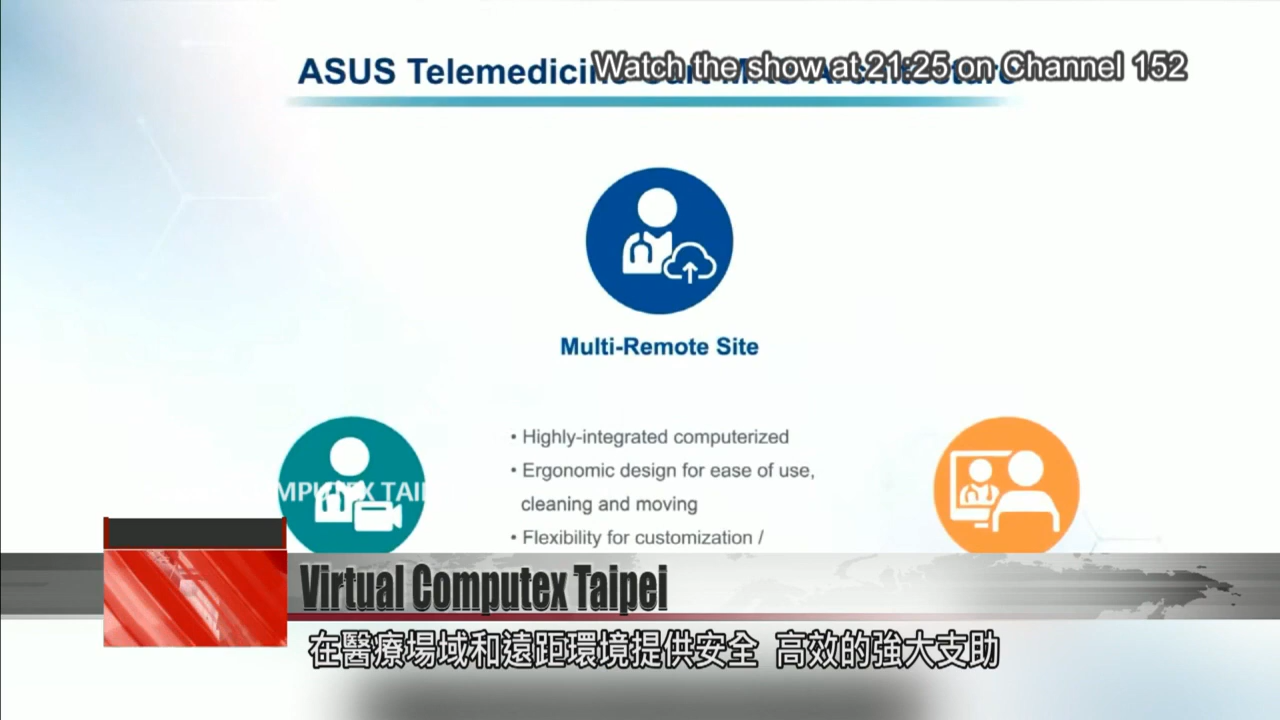 ASUS Telemedicine Cart
Watch the show at 21:25 on Channel 152
Multi-Remote Site
• Highly-integrated computerized
• Ergonomic design for ease of use,
cleaning and moving
• Flexibility for customization /
Virtual Computex Taipei
在醫療場域和遠距環境提供安全 高效的強大支助